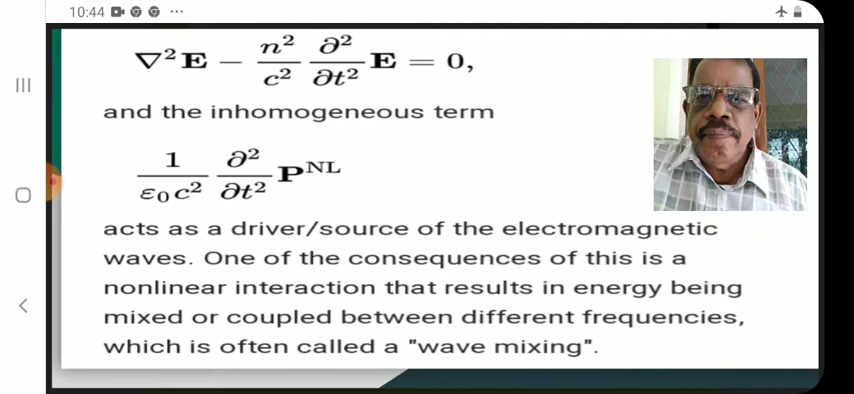 10:44
∇²E − n²/c² ∂²/∂t² E = 0,
and the inhomogeneous term
1/ε₀c² ∂²/∂t² Pᴺᴸ
acts as a driver/source of the electromagnetic
waves. One of the consequences of this is a
nonlinear interaction that results in energy being
mixed or coupled between different frequencies,
which is often called a "wave mixing".